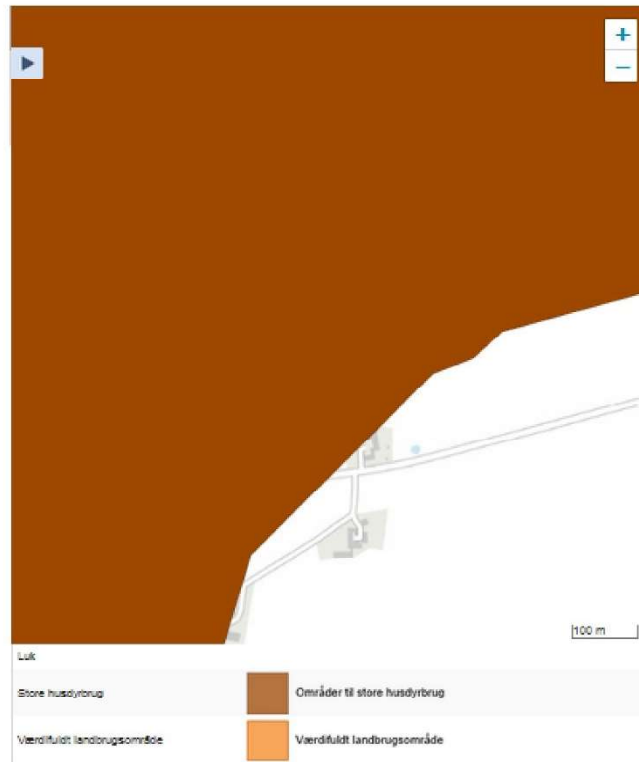 +
−
100 m
Luk
Store husdyrbrug Områder til store husdyrbrug
Værdifuldt landbrugsområde Værdifuldt landbrugsområde